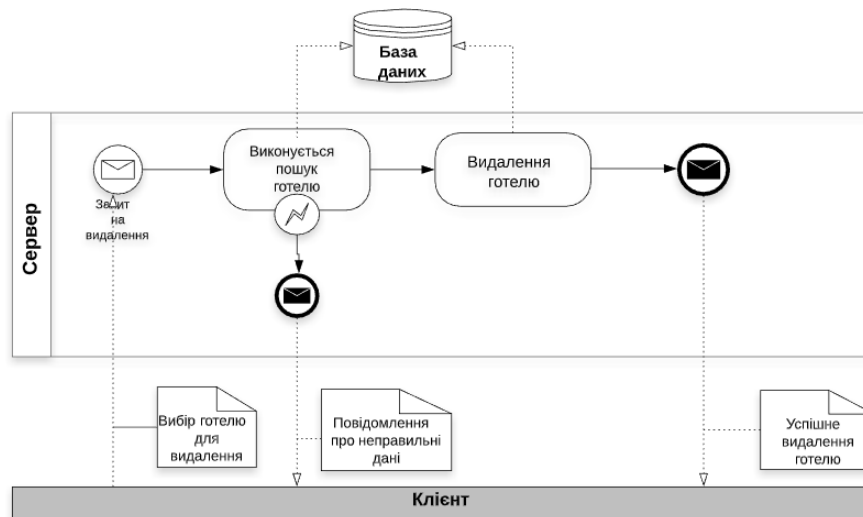 База
даних
Виконується
пошук
готелю
Видалення
готелю
Запит
на
видалення
Сервер
Вибір готелю
для
видалення
Повідомлення
про неправильні
дані
Успішне
видалення
готелю
Клієнт